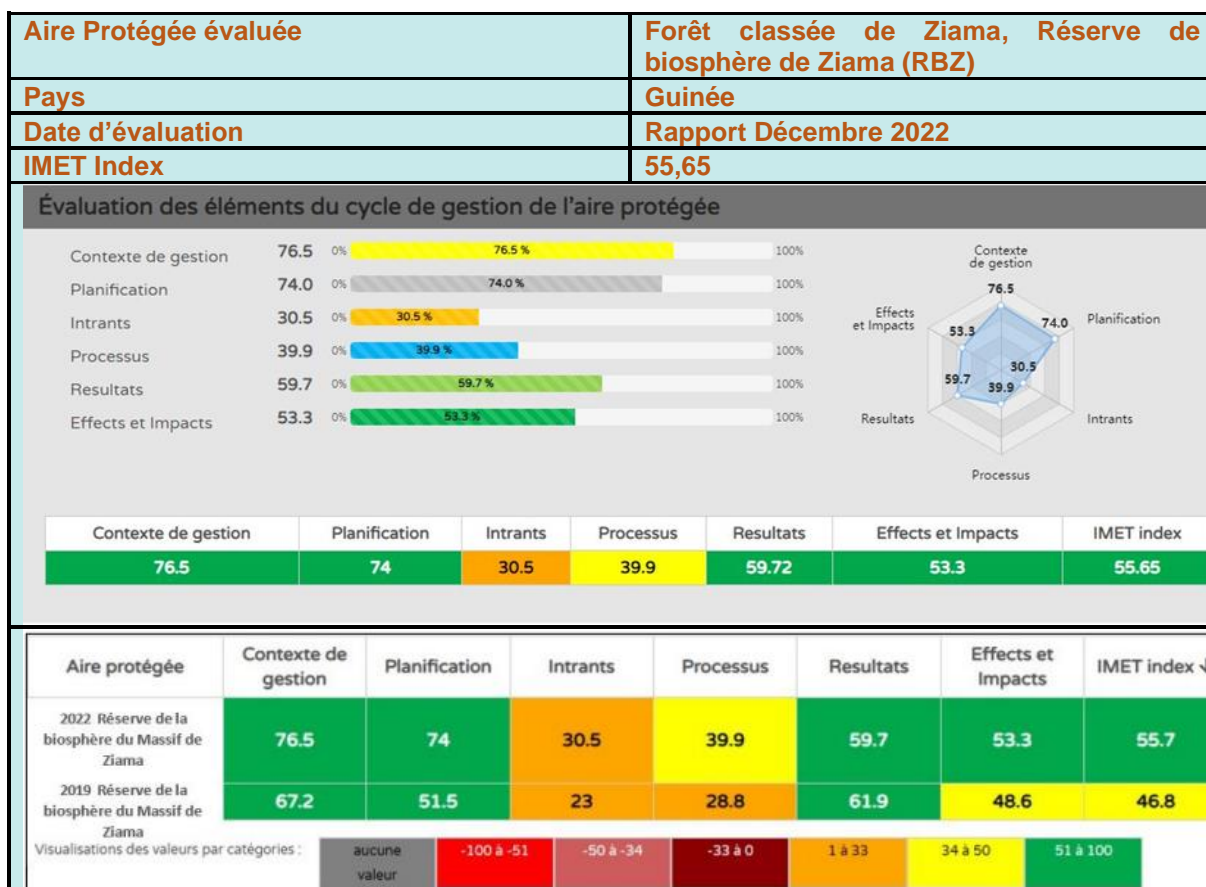 Aire Protégée évaluée
Forêt classée de Ziama, Réserve de
biosphère de Ziama (RBZ)
Pays
Guinée
Date d'évaluation
Rapport Décembre 2022
IMET Index
55,65
Évaluation des éléments du cycle de gestion de l'aire protégée
Contexte de gestion 76.5 0% 76.5 % 100%
Planification 74.0 0% 74.0 % 100%
Intrants 30.5 0% 30.5 % 100%
Processus 39.9 0% 39.9 % 100%
Resultats 59.7 0% 59.7 % 100%
Effects et Impacts 53.3 0% 53.3 % 100%
Contexte
de gestion
76.5
Effects
et Impacts
53.3
74.0
Planification
59.7
39.9
30.5
Resultats
Intrants
Processus
Contexte de gestion Planification Intrants Processus Resultats Effects et Impacts IMET index
76.5 74 30.5 39.9 59.72 53.3 55.65
Aire protégée
Contexte de
gestion
Planification
Intrants
Processus
Resultats
Effects et
Impacts
IMET index ↓
2022 Réserve de la
biosphère du Massif de
Ziama
76.5 74 30.5 39.9 59.7 53.3 55.7
2019 Réserve de la
biosphère du Massif de
Ziama
67.2 51.5 23 28.8 61.9 48.6 46.8
Visualisations des valeurs par catégories :
aucune
valeur
-100 à -51
-50 à -34
-33 à 0
1 à 33
34 à 50
51 à 100